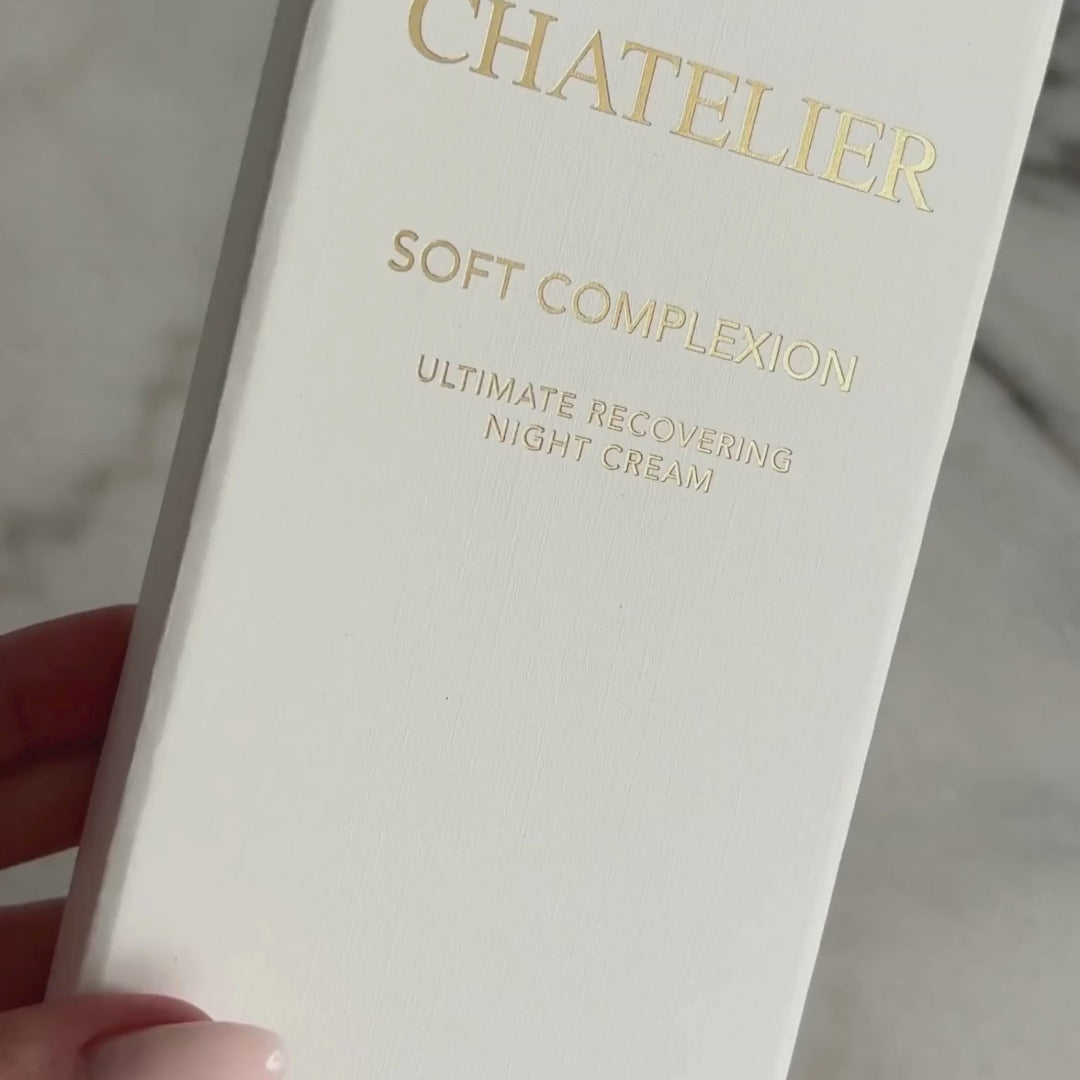 CHATELIER
SOFT COMPLEXION
ULTIMATE RECOVERING
NIGHT CREAM